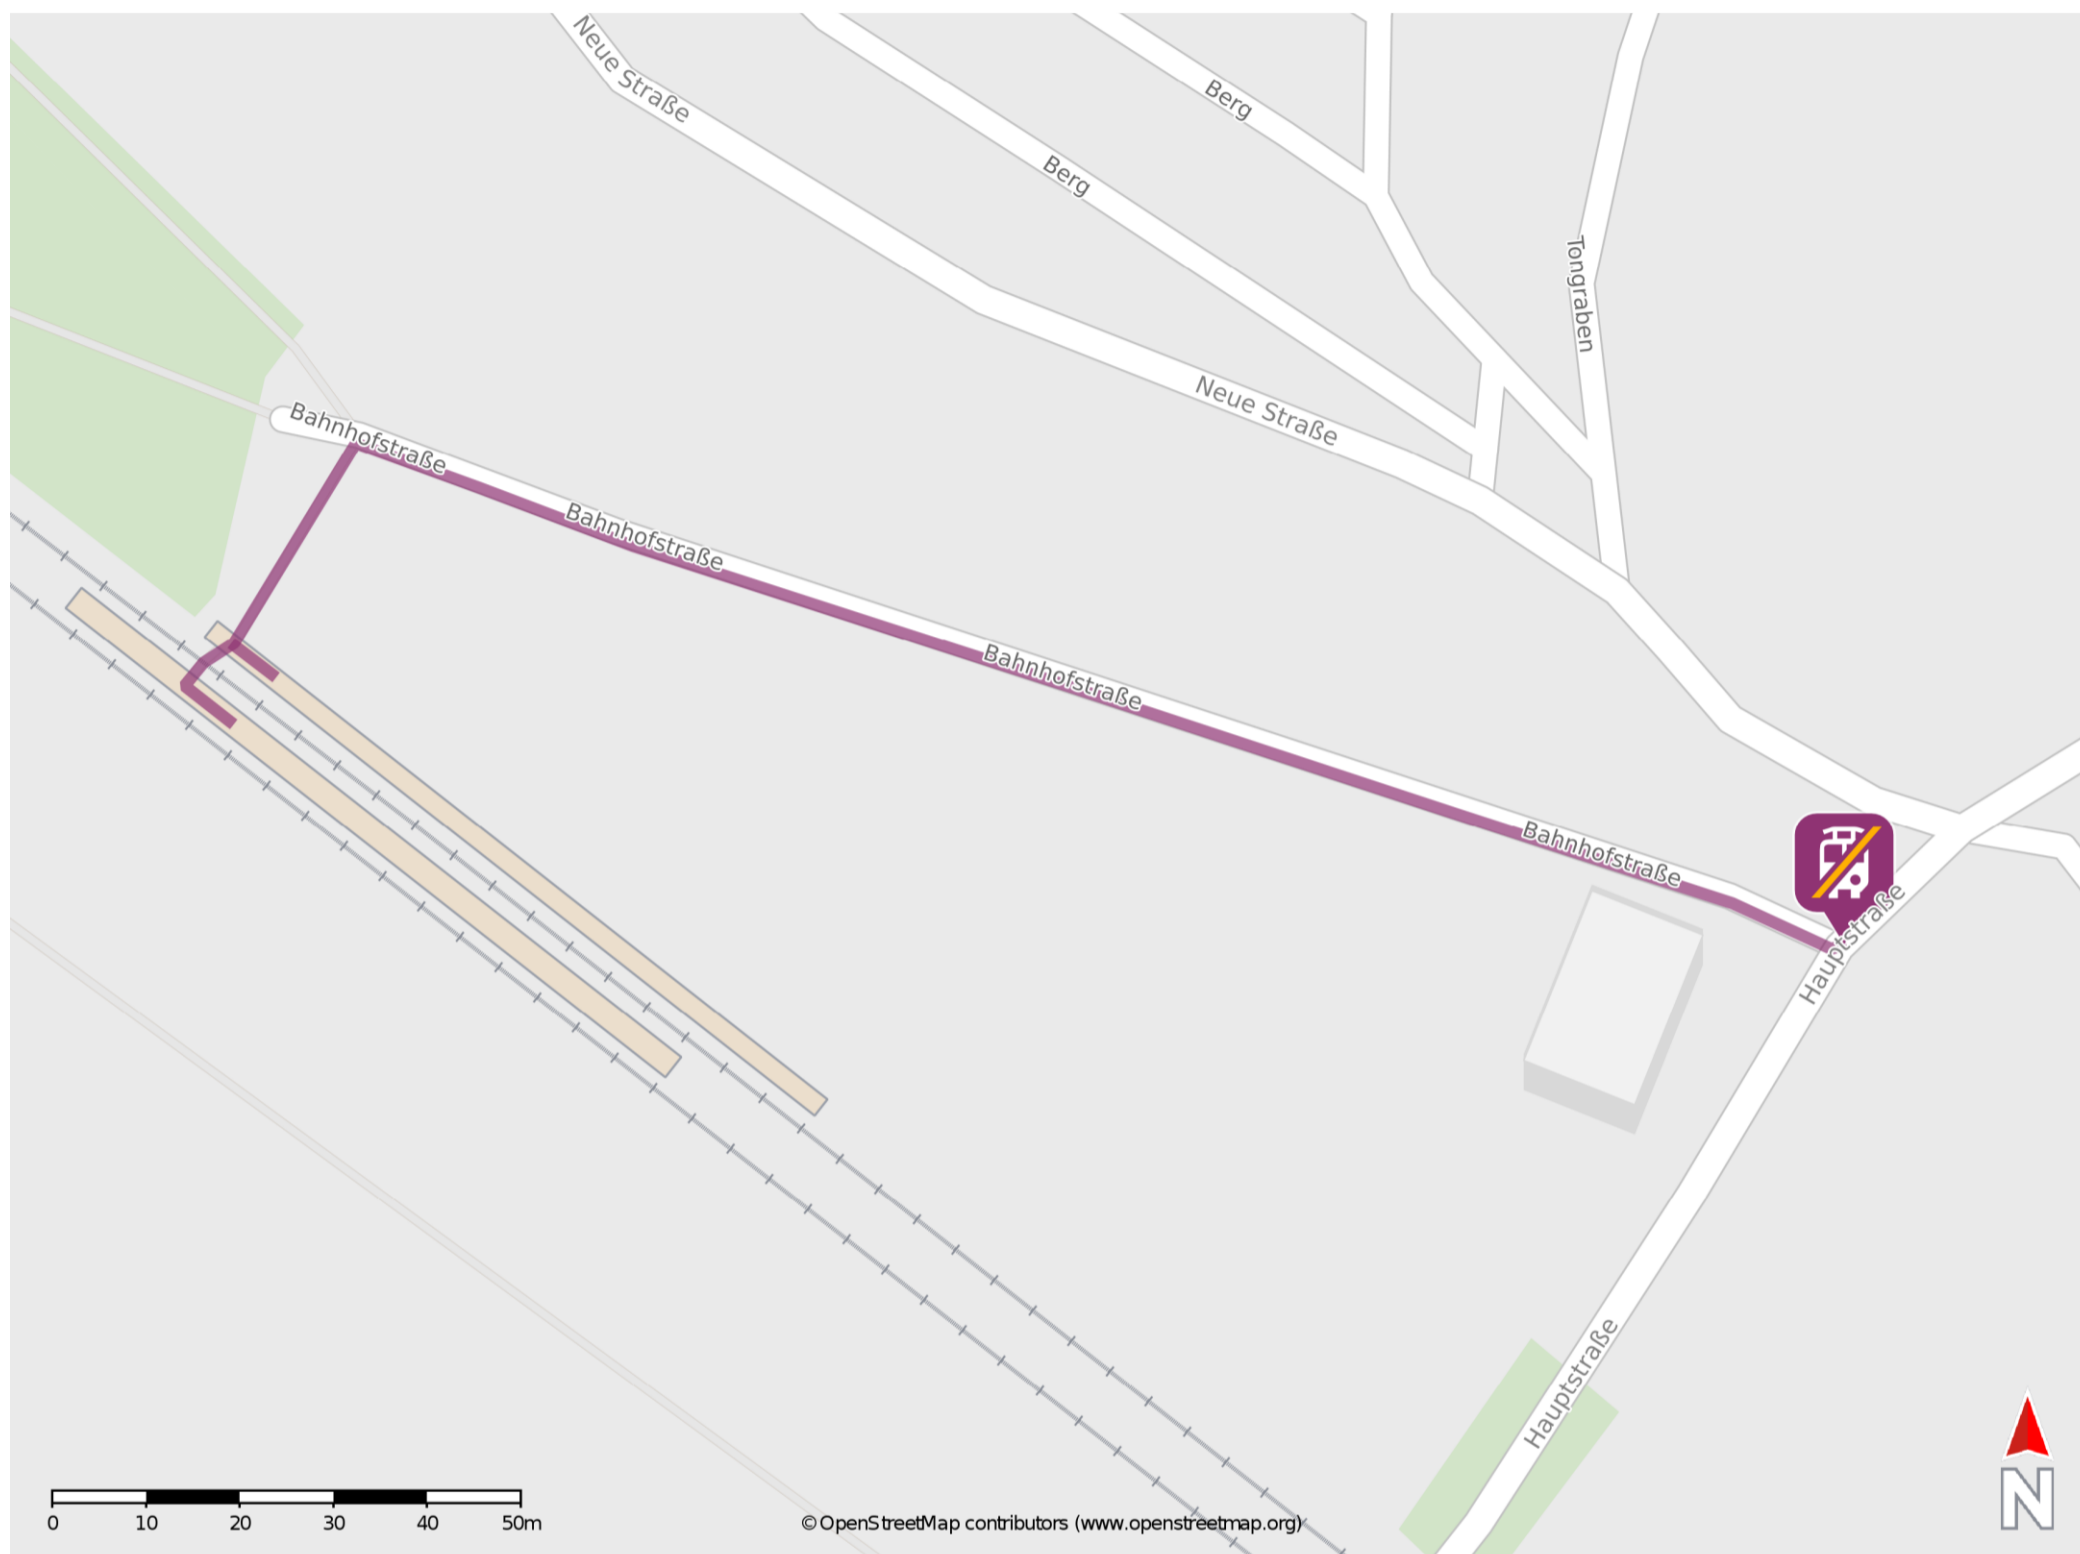 Neue Straße
Berg
Berg
Tongraben
Neue Straße
Bahnhofstraße
Bahnhofstraße
Bahnhofstraße
Bahnhofstraße
Hauptstraße
Hauptstraße
N
0 10 20 30 40 50m
©OpenStreetMap contributors (www.openstreetmap.org)